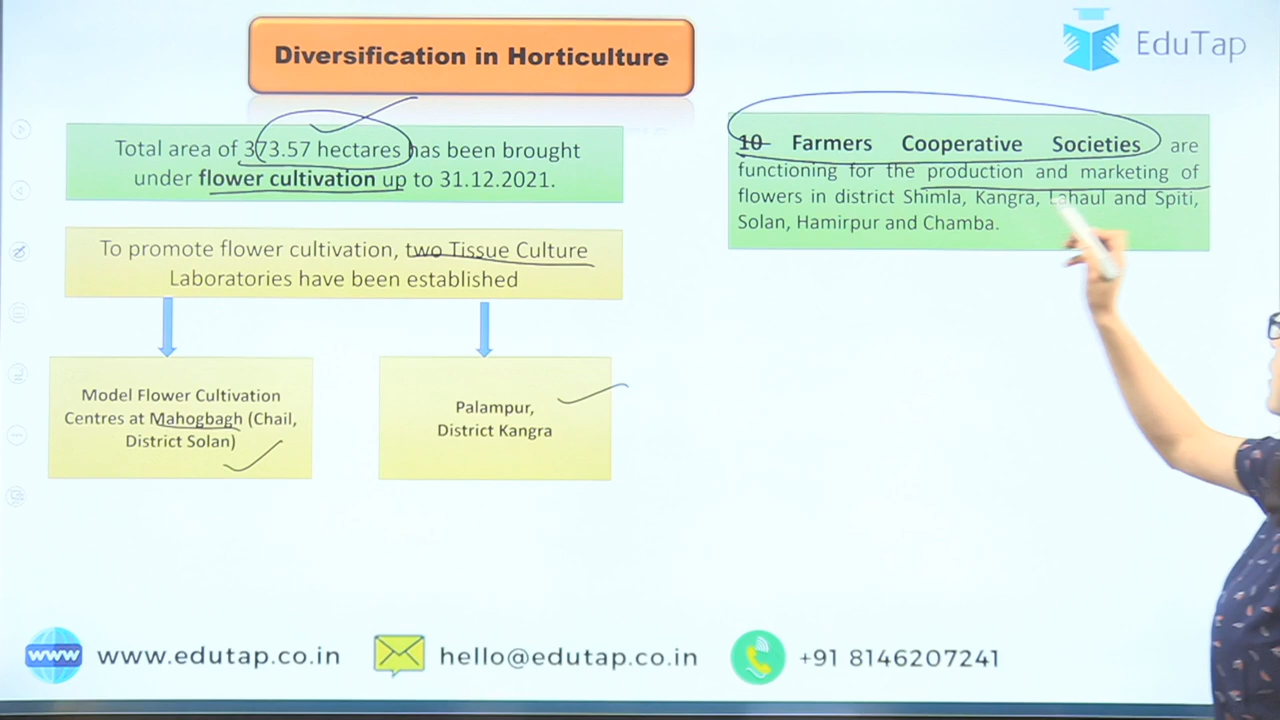 Diversification in Horticulture
EduTap
Total area of 373.57 hectares has been brought
under flower cultivation up to 31.12.2021.
To promote flower cultivation, two Tissue Culture
Laboratories have been established
Model Flower Cultivation
Centres at Mahogbagh (Chail,
District Solan)
Palampur,
District Kangra
10 Farmers Cooperative Societies are
functioning for the production and marketing of
flowers in district Shimla, Kangra, Lahaul and Spiti,
Solan, Hamirpur and Chamba.
www
www.edutap.co.in
hello@edutap.co.in
+91 8146207241